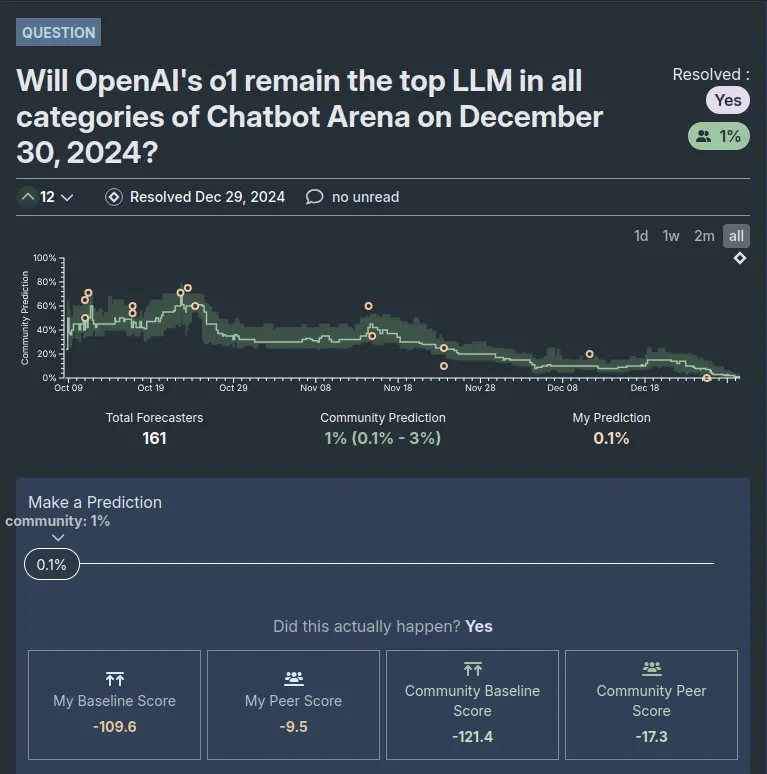 QUESTION
Will OpenAI's o1 remain the top LLM in all
categories of Chatbot Arena on December
30, 2024?
Resolved :
Yes
1%
12
Resolved Dec 29, 2024
no unread
1d 1w 2m all
Community Prediction
100%
80%
60%
40%
20%
0%
Oct 09 Oct 19 Oct 29 Nov 08 Nov 18 Nov 28 Dec 08 Dec 18
Total Forecasters
161
Community Prediction
1% (0.1% - 3%)
My Prediction
0.1%
Make a Prediction
community: 1%
0.1%
Did this actually happen? Yes
My Baseline Score
-109.6
My Peer Score
-9.5
Community Baseline
Score
-121.4
Community Peer
Score
-17.3